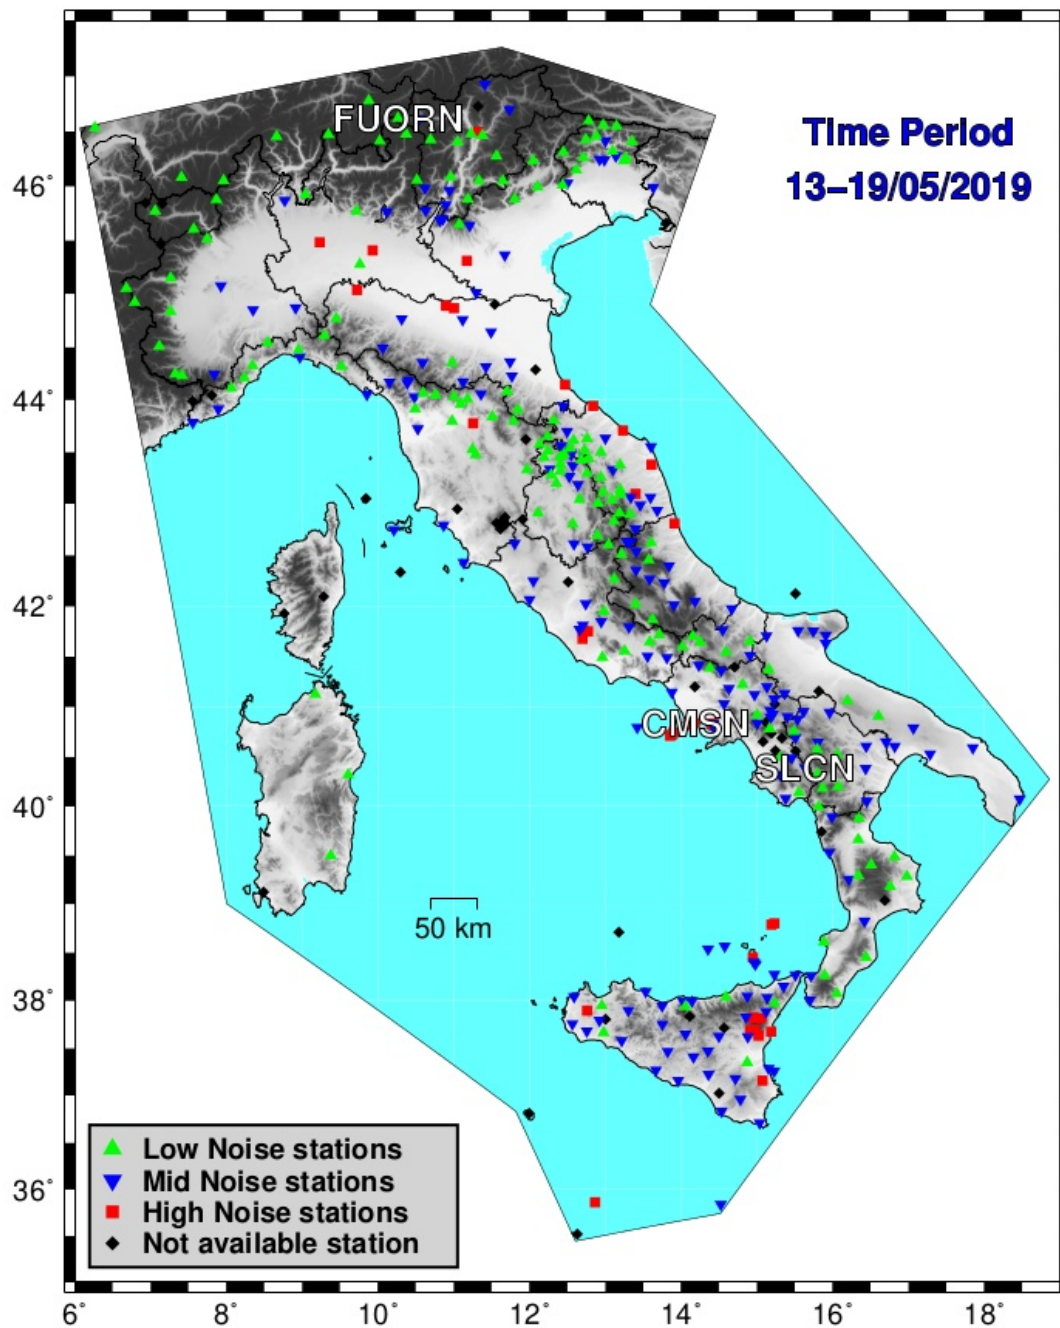 FUORN
Time Period
13–19/05/2019
46°
44°
42°
CMSN
SLCN
40°
50 km
38°
Low Noise stations
Mid Noise stations
High Noise stations
Not available station
36°
6° 8° 10° 12° 14° 16° 18°